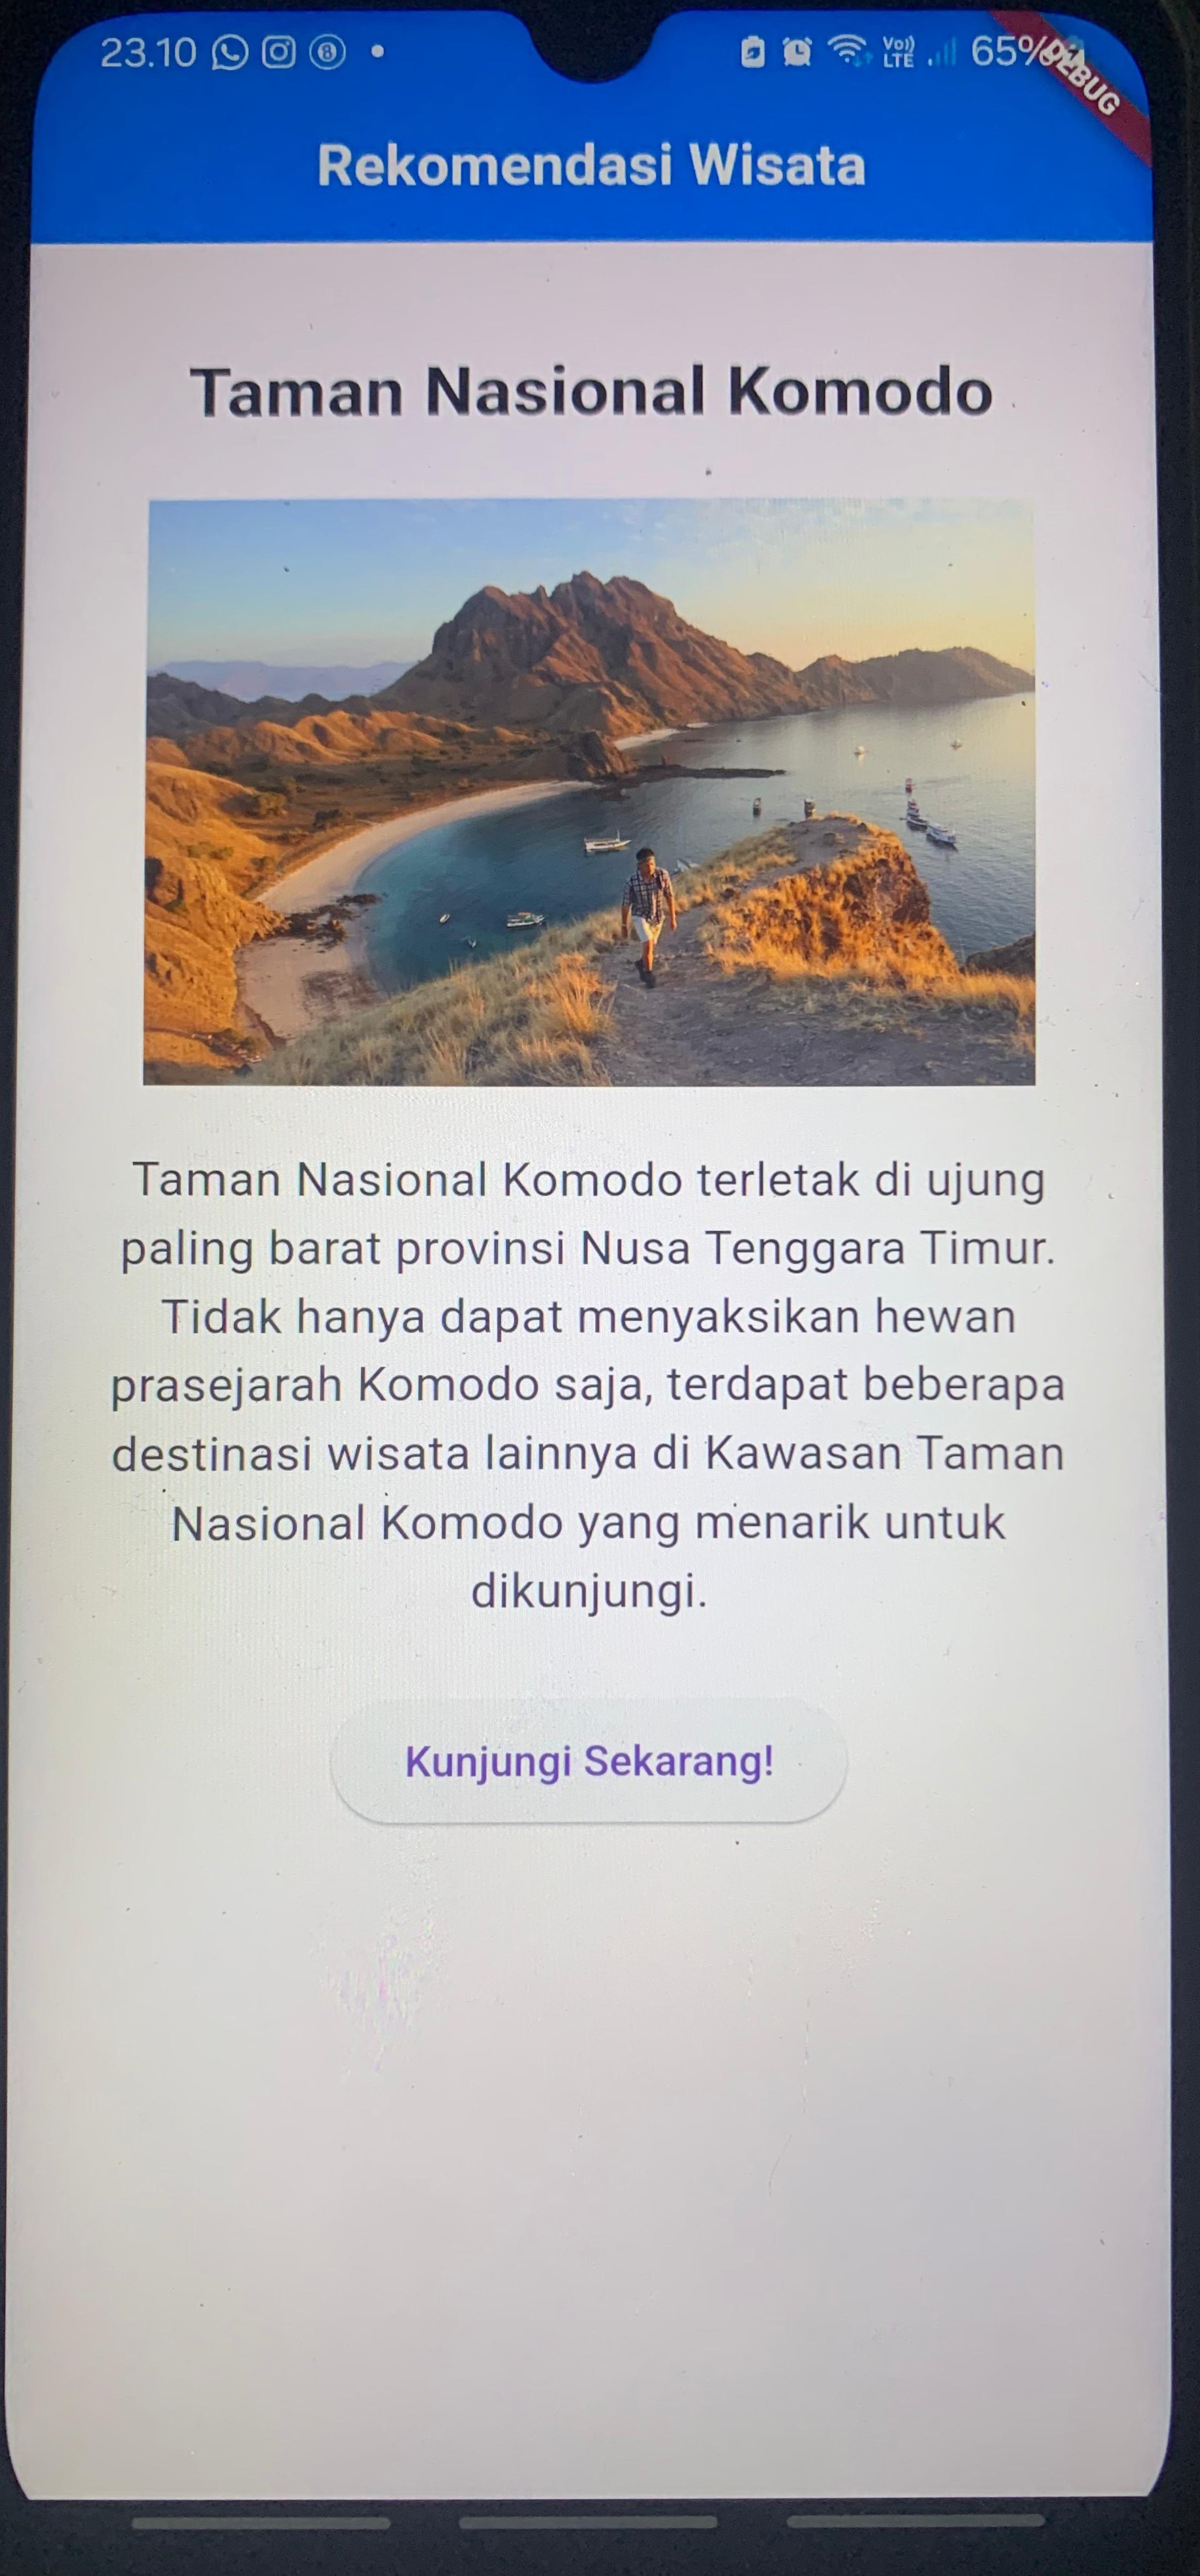 23.10
Vo))
LTE
65%
DEBUG
Rekomendasi Wisata
Taman Nasional Komodo
Taman Nasional Komodo terletak di ujung
paling barat provinsi Nusa Tenggara Timur.
Tidak hanya dapat menyaksikan hewan
prasejarah Komodo saja, terdapat beberapa
destinasi wisata lainnya di Kawasan Taman
Nasional Komodo yang menarik untuk
dikunjungi.
Kunjungi Sekarang!